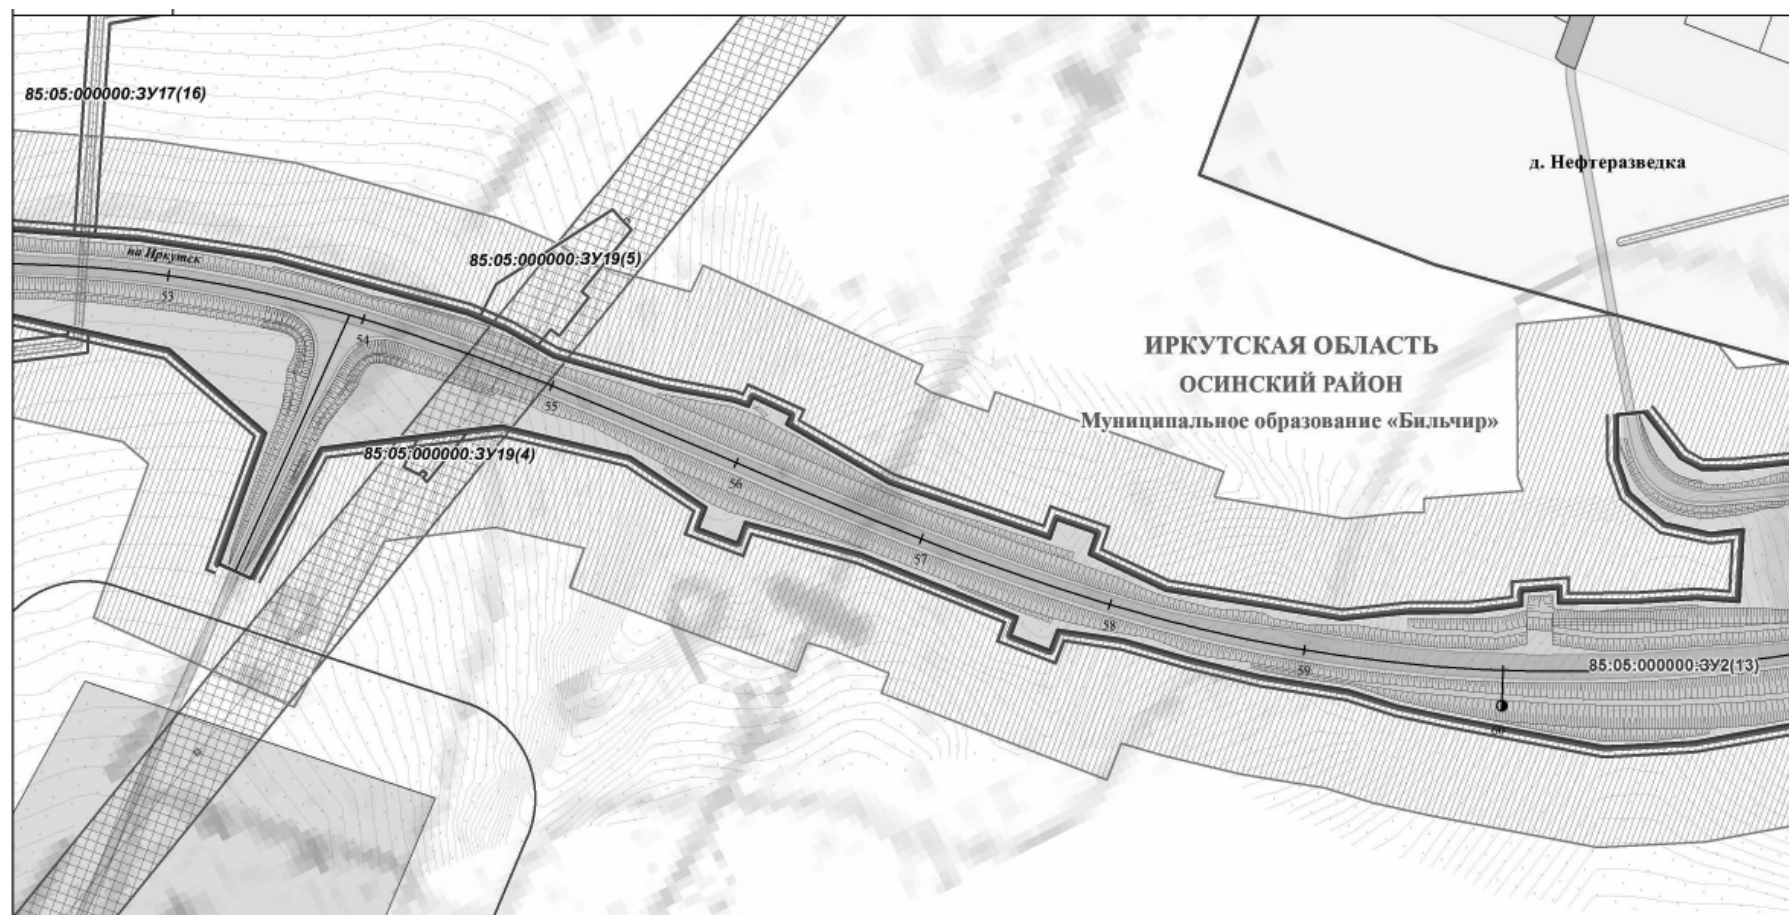 85:05:000000:ЗУ17(16)
д. Нефтеразведка
на Иркутск
85:05:000000:ЗУ19(5)
53
54
ИРКУТСКАЯ ОБЛАСТЬ
ОСИНСКИЙ РАЙОН
Муниципальное образование «Бильчир»
55
85:05:000000:ЗУ19(4)
56
57
58
59
85:05:000000:ЗУ2(13)
60